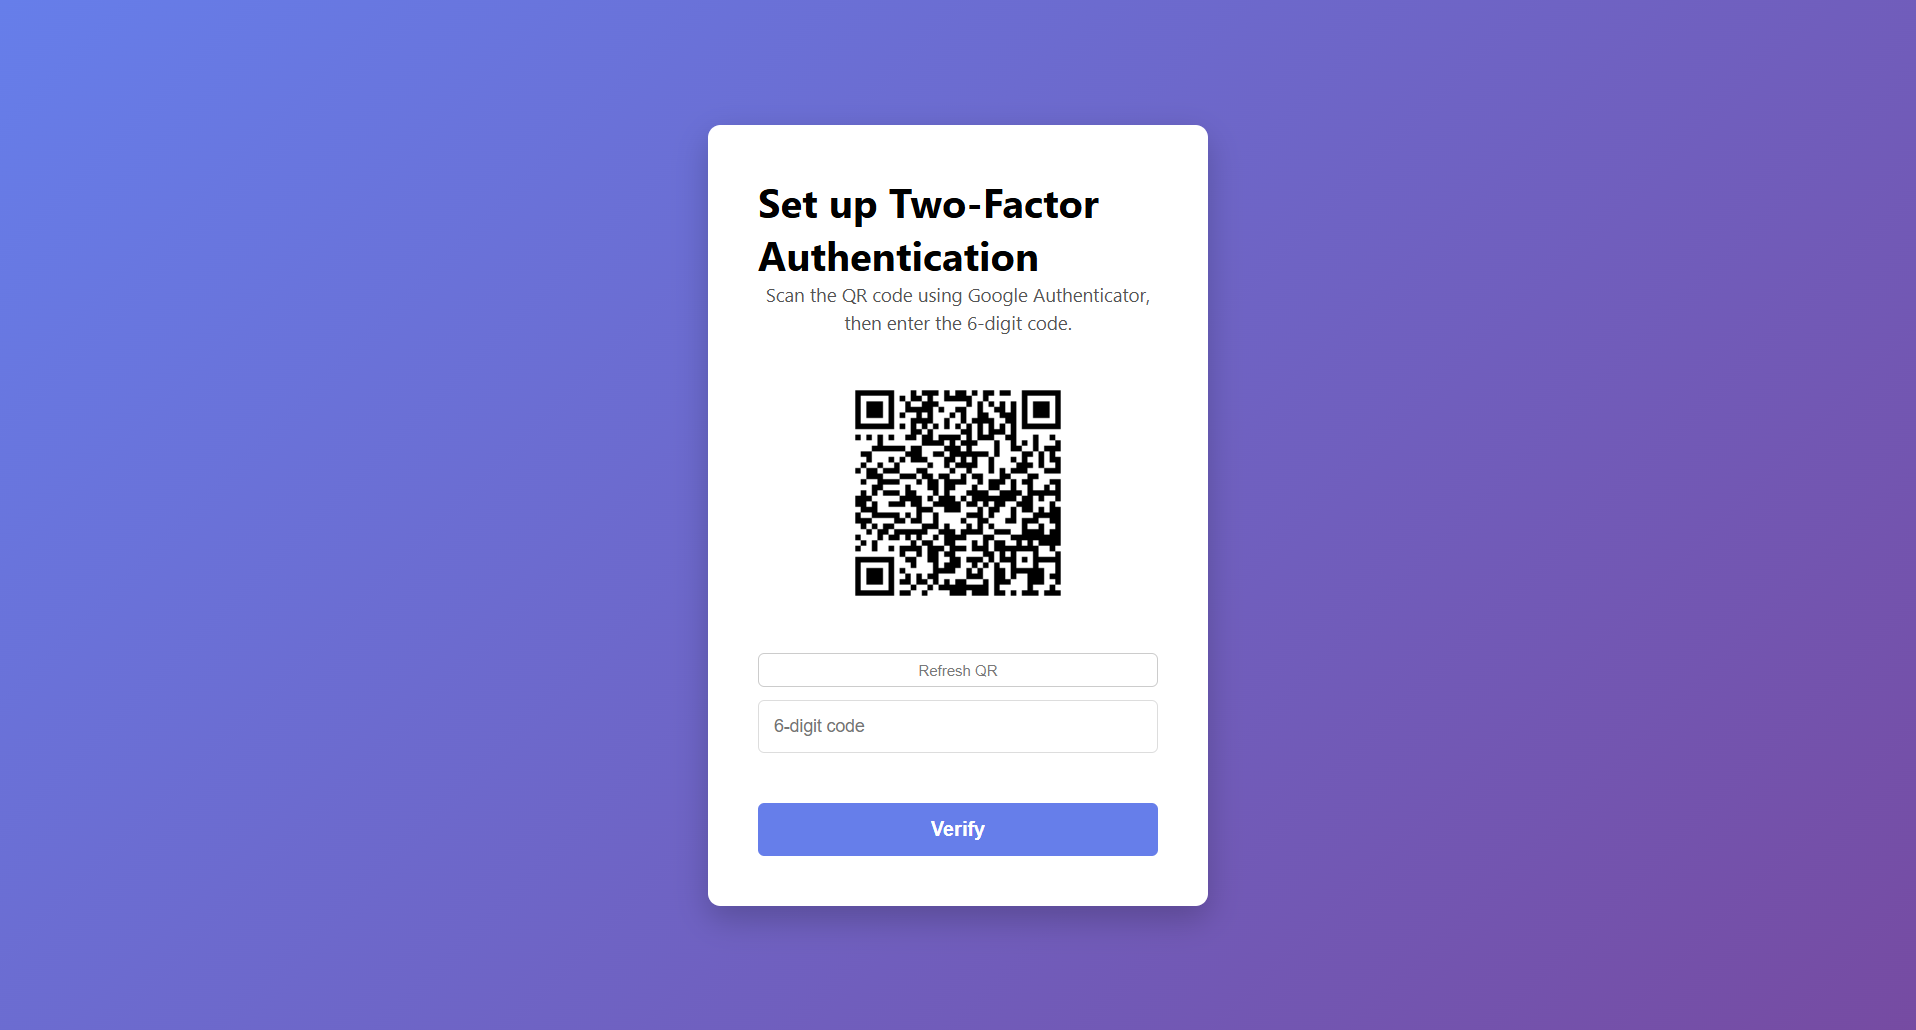 Set up Two-Factor
Authentication
Scan the QR code using Google Authenticator,
then enter the 6-digit code.
Refresh QR
6-digit code
Verify